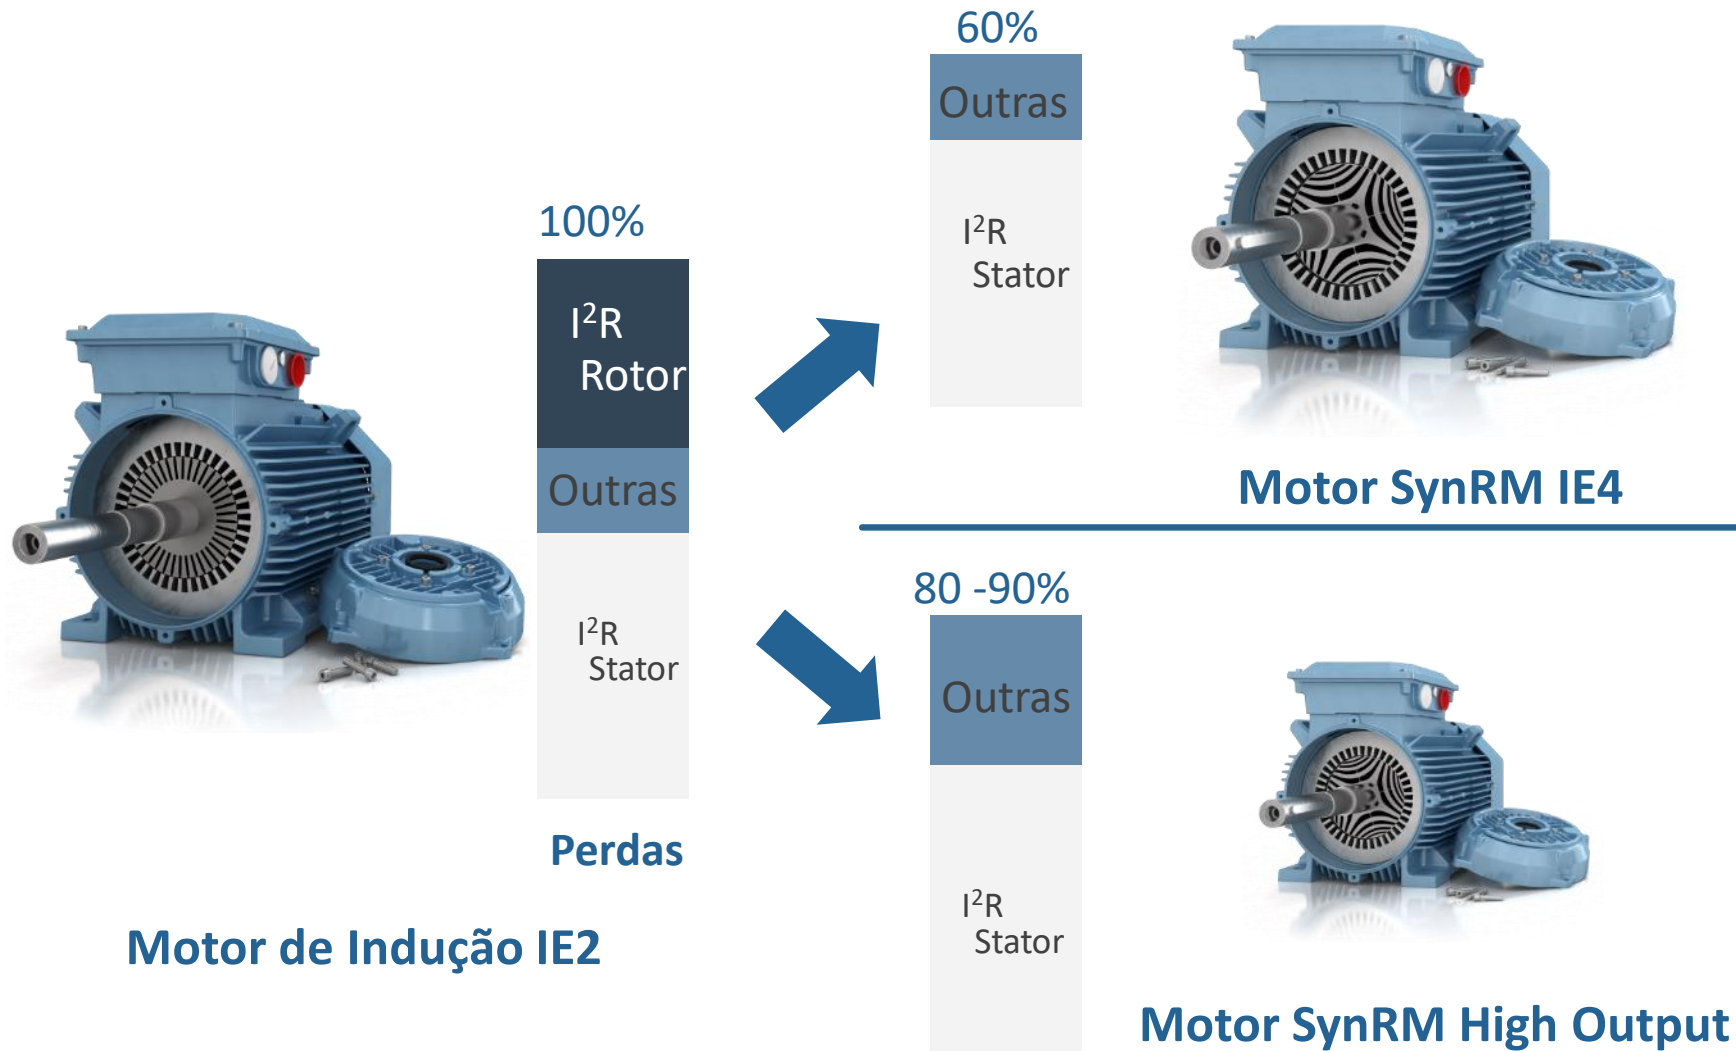 100%
I²R
Rotor
Outras
I²R
Stator
Perdas
Motor de Indução IE2
60%
Outras
I²R
Stator
Motor SynRM IE4
80 -90%
Outras
I²R
Stator
Motor SynRM High Output